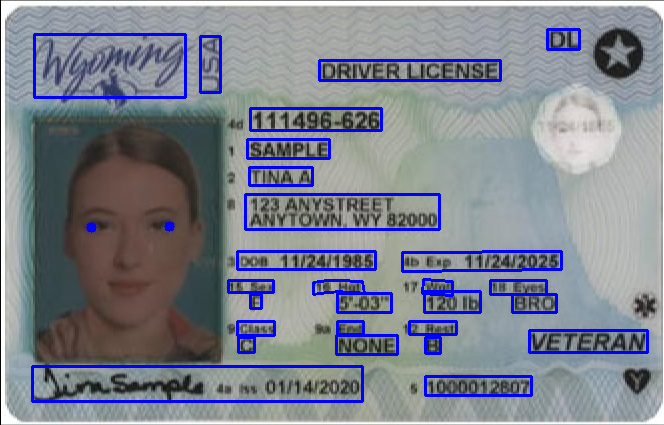 Wyoming
USA
DRIVER LICENSE
DL
4d 111496-626
1 SAMPLE
2 TINA A
8 123 ANYSTREET
ANYTOWN, WY 82000
3 DOB 11/24/1985 4b Exp 11/24/2025
15 Sex 16 Hgt 17 Wgt 18 Eyes
F 5'-03" 120 lb BRO
9 Class 9a End 12 Rest
C NONE B
VETERAN
Tina Sample 4a Iss 01/14/2020 5 1000012807
Y